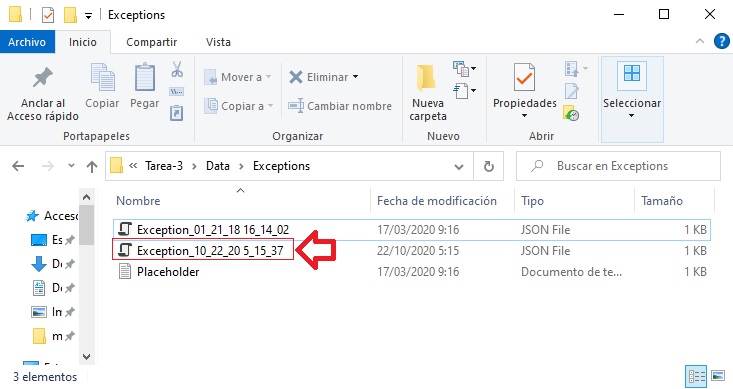 Exceptions
Archivo Inicio Compartir Vista
Anclar al Acceso rápido
Copiar
Pegar
Portapapeles
Mover a
Copiar a
Eliminar
Cambiar nombre
Organizar
Nueva carpeta
Nuevo
Propiedades
Abrir
Seleccionar
« Tarea-3 > Data > Exceptions
Buscar en Exceptions
Nombre Fecha de modificación Tipo Tamaño
Exception_01_21_18 16_14_02 17/03/2020 9:16 JSON File 1 KB
Exception_10_22_20 5_15_37 22/10/2020 5:15 JSON File 1 KB
Placeholder 17/03/2020 9:16 Documento de te... 1 KB
Acceso
Es
De
Do
Im
m
3 elementos